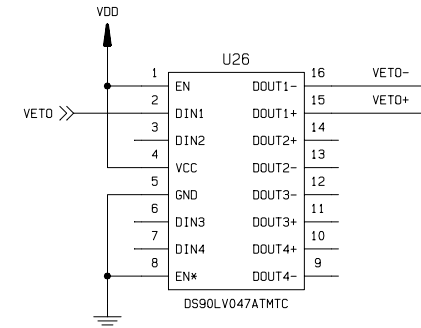 VDD
U26
1 EN DOUT1- 16 VETO-
VETO 2 DIN1 DOUT1+ 15 VETO+
3 DIN2 DOUT2+ 14
4 VCC DOUT2- 13
5 GND DOUT3- 12
6 DIN3 DOUT3+ 11
7 DIN4 DOUT4+ 10
8 EN* DOUT4- 9
DS90LV047ATMTC